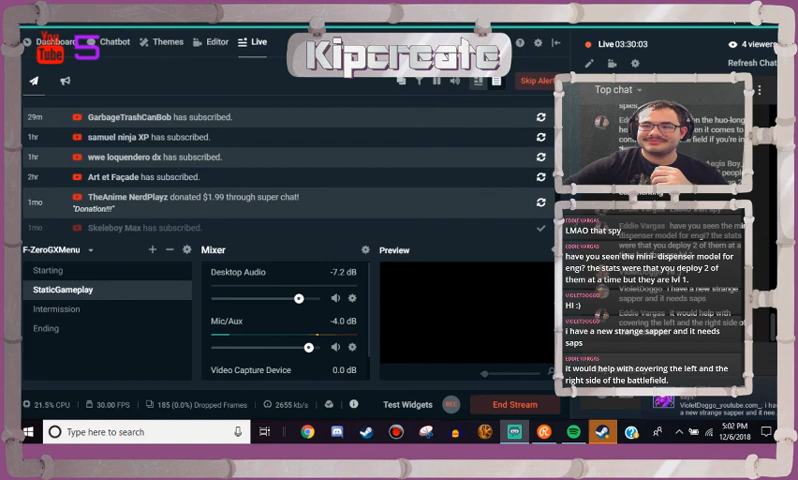 YouTube 5
Dashboard Chatbot Themes Editor Live
Kipcreate
Live 03:30:03 4 viewers
Refresh Chat
Skip Alert
Top chat
29m GarbageTrashCanBob has subscribed.
1hr samuel ninja XP has subscribed.
1hr wwe loquendero dx has subscribed.
2hr Art et Façade has subscribed.
1mo TheAnime NerdPlayz donated $1.99 through super chat!
"Donation!!!"
1mo Skeleboy Max has subscribed.
F-ZeroGXMenu
Starting
StaticGameplay
Intermission
Ending
Mixer
Desktop Audio -7.2 dB
Mic/Aux -4.0 dB
Video Capture Device 0.0 dB
Preview
EDDIE VARGAS
LMAO that spy
EDDIE VARGAS
have you seen the mini- dispenser model for
engi? the stats were that you deploy 2 of
them at a time but they are lvl 1.
VIOLETDOGGO
HI :)
VIOLETDOGGO
i have a new strange sapper and it needs
saps
EDDIE VARGAS
it would help with covering the left and the
right side of the battlefield.
21.5% CPU 30.00 FPS 185 (0.0%) Dropped Frames 2655 kb/s
Test Widgets REC End Stream
Type here to search
5:02 PM
12/6/2018